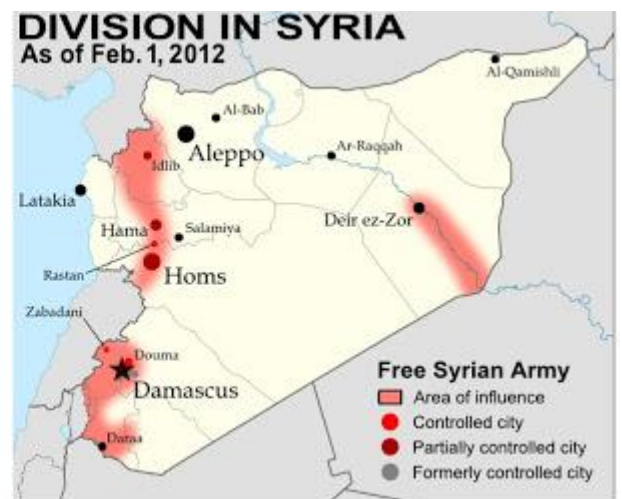 DIVISION IN SYRIA
As of Feb. 1, 2012
Al-Qamishli
Al-Bab
Aleppo
Ar-Raqqah
Idlib
Latakia
Deir ez-Zor
Hama
Salamiya
Rastan
Homs
Zabadani
Douma
Damascus
Daraa
Free Syrian Army
Area of influence
Controlled city
Partially controlled city
Formerly controlled city